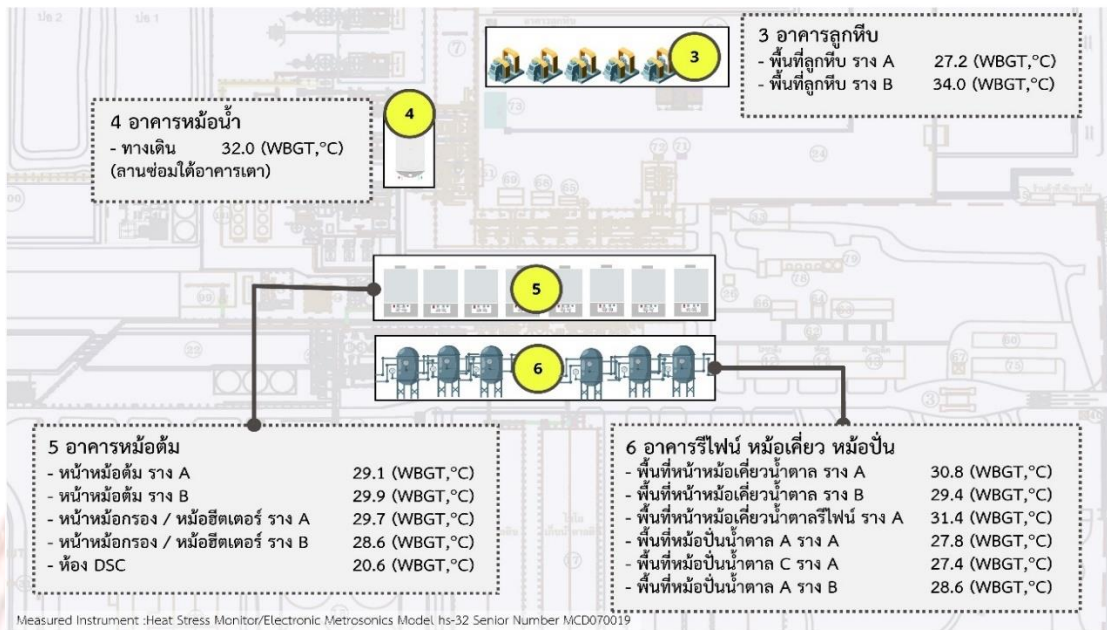 3 อาคารลูกหีบ
- พื้นที่ลูกหีบ ราง A 27.2 (WBGT,°C)
- พื้นที่ลูกหีบ ราง B 34.0 (WBGT,°C)
3
4
4 อาคารหม้อน้ำ
- ทางเดิน 32.0 (WBGT,°C)
(ลานซ่อมใต้อาคารเตา)
5
6
5 อาคารหม้อต้ม
- หน้าหม้อต้ม ราง A 29.1 (WBGT,°C)
- หน้าหม้อต้ม ราง B 29.9 (WBGT,°C)
- หน้าหม้อกรอง / หม้อฮีตเตอร์ ราง A 29.7 (WBGT,°C)
- หน้าหม้อกรอง / หม้อฮีตเตอร์ ราง B 28.6 (WBGT,°C)
- ห้อง DSC 20.6 (WBGT,°C)
6 อาคารรีไฟน์ หม้อเคี่ยว หม้อปั่น
- พื้นที่หน้าหม้อเคี่ยวน้ำตาล ราง A 30.8 (WBGT,°C)
- พื้นที่หน้าหม้อเคี่ยวน้ำตาล ราง B 29.4 (WBGT,°C)
- พื้นที่หน้าหม้อเคี่ยวน้ำตาลรีไฟน์ ราง A 31.4 (WBGT,°C)
- พื้นที่หม้อปั่นน้ำตาล A ราง A 27.8 (WBGT,°C)
- พื้นที่หม้อปั่นน้ำตาล C ราง A 27.4 (WBGT,°C)
- พื้นที่หม้อปั่นน้ำตาล A ราง B 28.6 (WBGT,°C)
Measured Instrument :Heat Stress Monitor/Electronic Metrosonics Model hs-32 Senior Number MCD070019